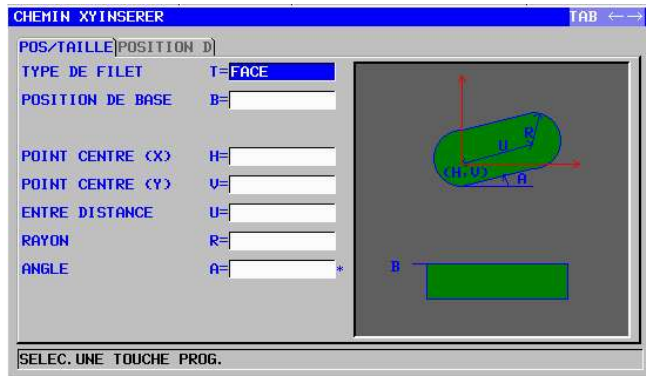 CHEMIN XYINSERER TAB ←→
POS/TAILLE POSITION D
TYPE DE FILET T=FACE
POSITION DE BASE B=
POINT CENTRE (X) H=
POINT CENTRE (Y) V=
ENTRE DISTANCE U=
RAYON R=
ANGLE A= *
R
U
(H,V)
A
B
SELEC.UNE TOUCHE PROG.